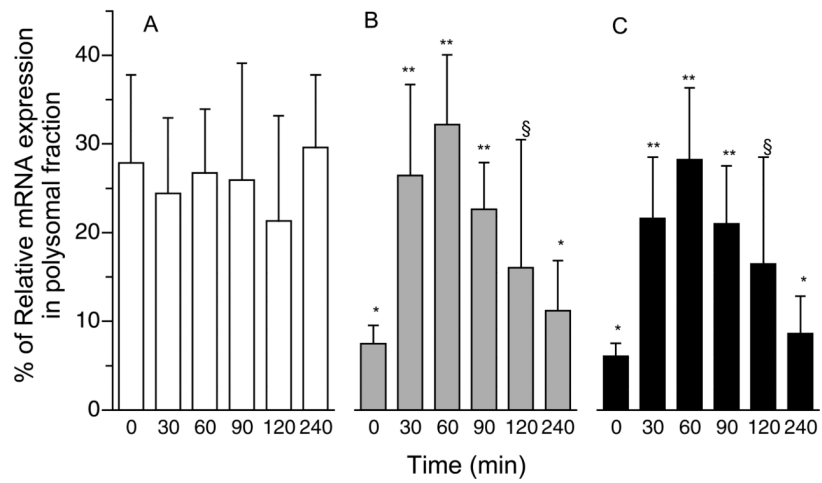 A
B
C
% of Relative mRNA expression
in polysomal fraction
40
30
20
10
0
** ** ** § * *
** ** ** § * *
0 30 60 90 120 240
0 30 60 90 120 240
0 30 60 90 120 240
Time (min)